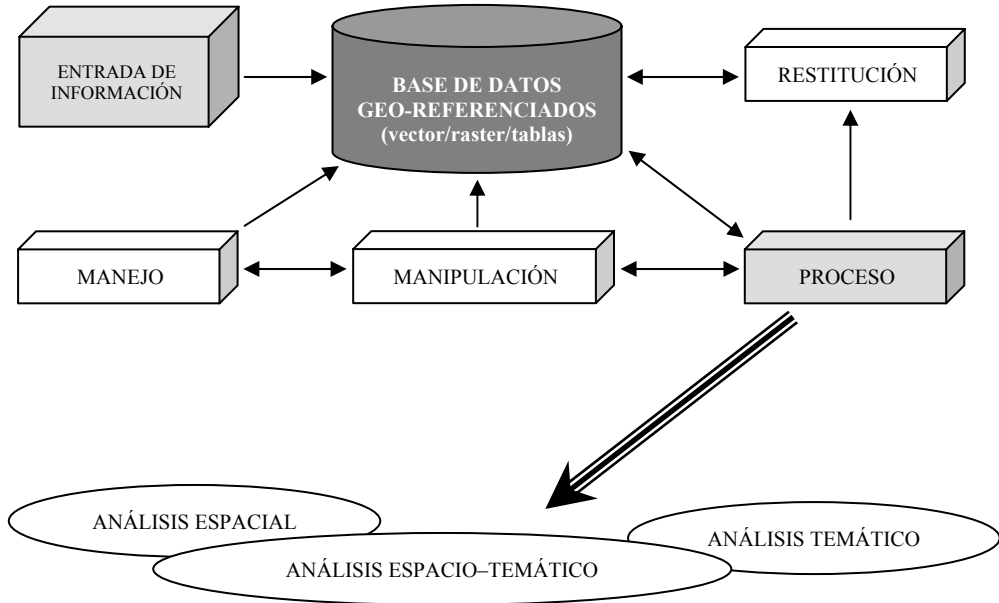 ENTRADA DE
INFORMACIÓN
BASE DE DATOS
GEO-REFERENCIADOS
(vector/raster/tablas)
RESTITUCIÓN
MANEJO
MANIPULACIÓN
PROCESO
ANÁLISIS ESPACIAL
ANÁLISIS TEMÁTICO
ANÁLISIS ESPACIO–TEMÁTICO